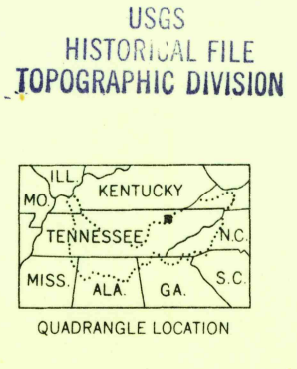 USGS
HISTORICAL FILE
TOPOGRAPHIC DIVISION
ILL.
MO.
KENTUCKY
TENNESSEE
N.C.
MISS.
ALA.
GA.
S.C.
QUADRANGLE LOCATION